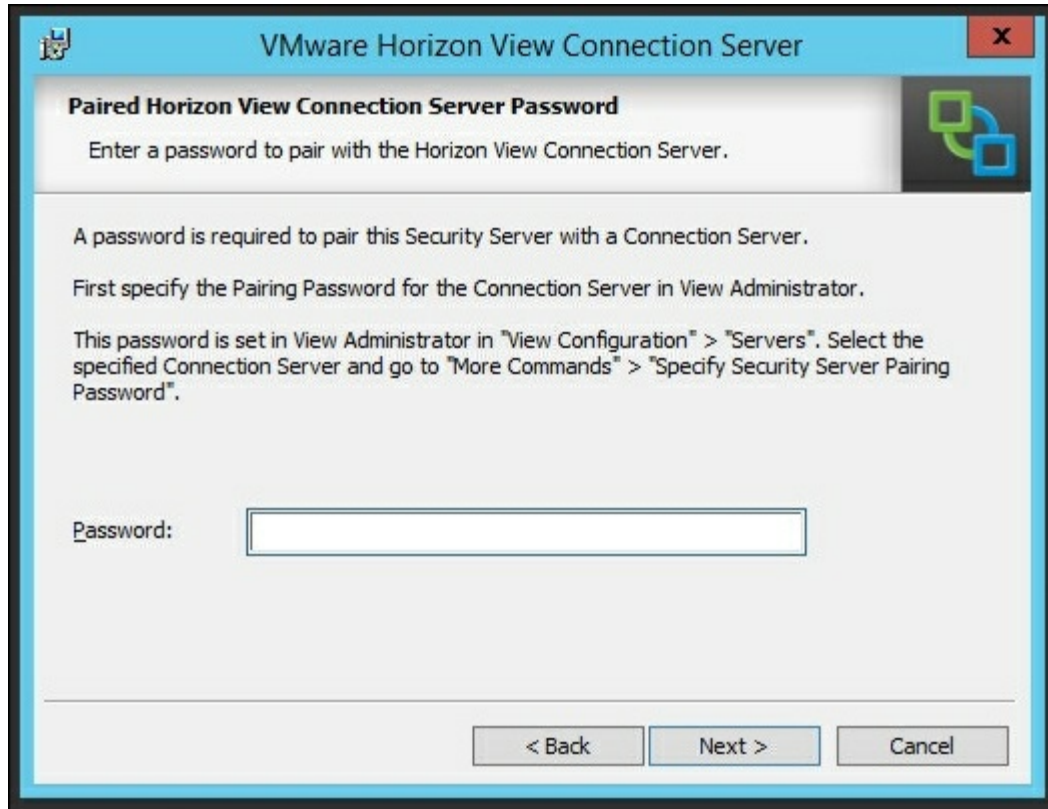 VMware Horizon View Connection Server
x
Paired Horizon View Connection Server Password
Enter a password to pair with the Horizon View Connection Server.
A password is required to pair this Security Server with a Connection Server.
First specify the Pairing Password for the Connection Server in View Administrator.
This password is set in View Administrator in "View Configuration" > "Servers". Select the
specified Connection Server and go to "More Commands" > "Specify Security Server Pairing
Password".
Password:
< Back Next > Cancel